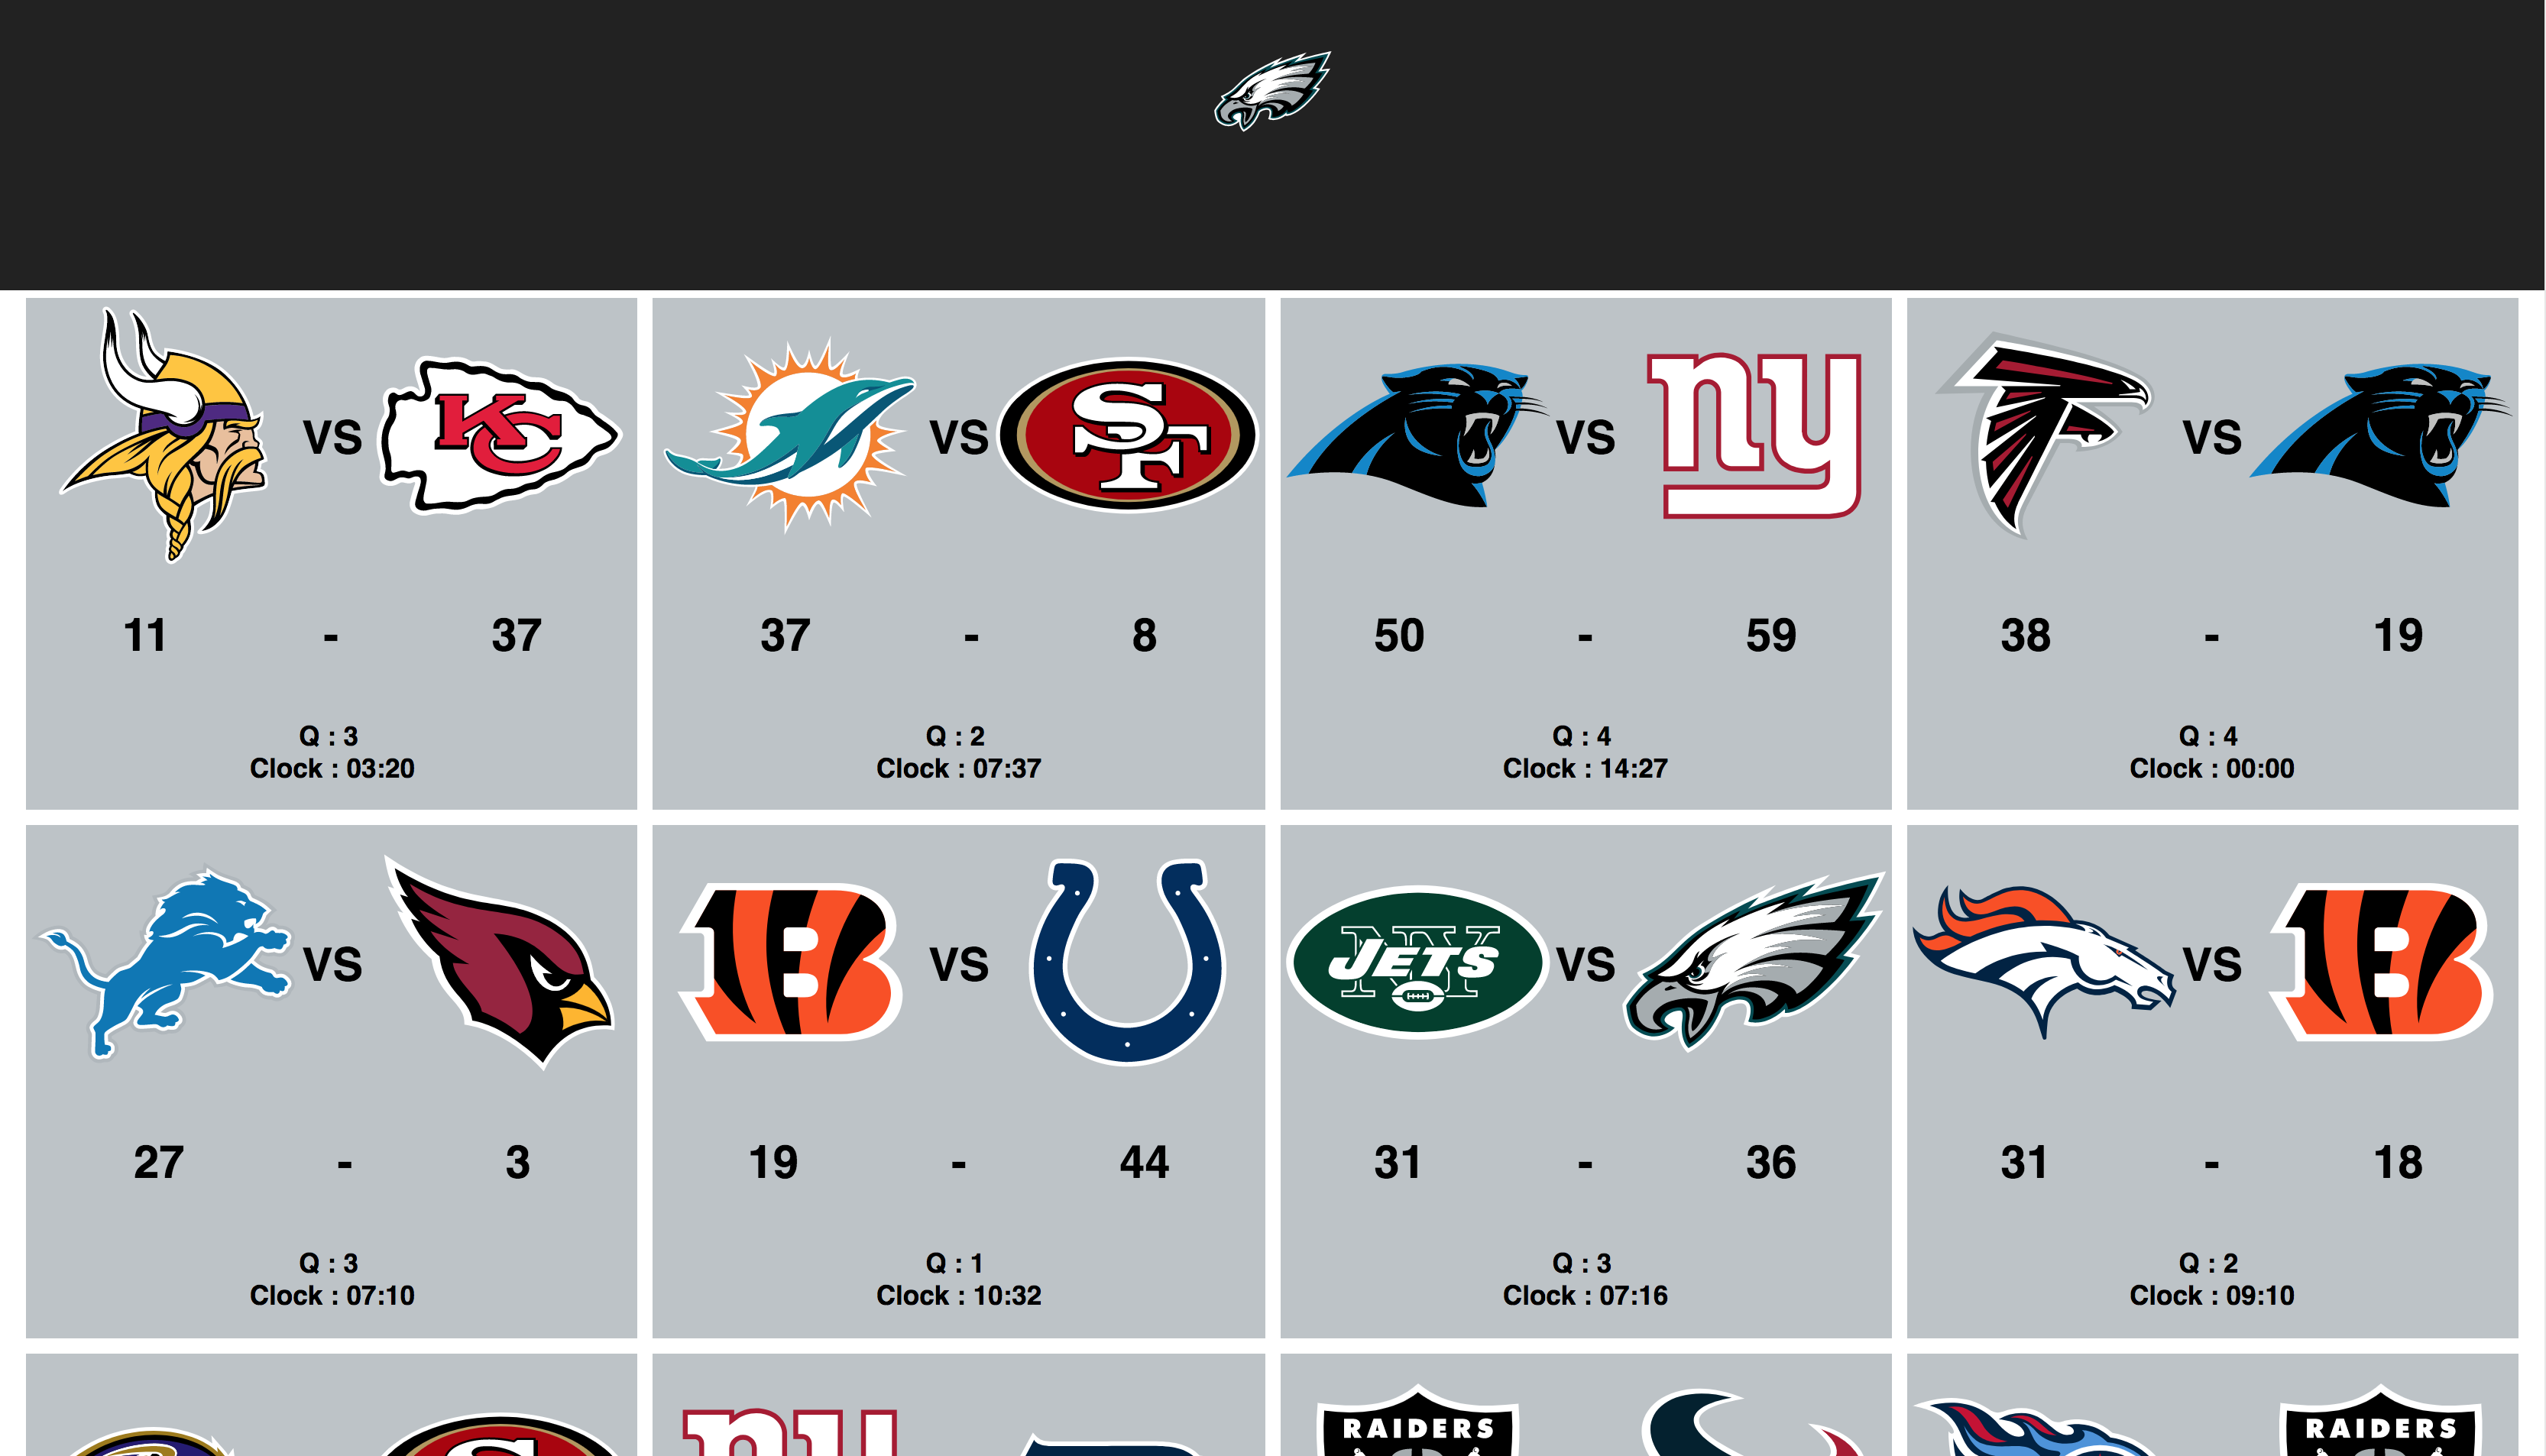 KC VS
VS SF
VS ny
VS
11 - 37
37 - 8
50 - 59
38 - 19
Q : 3
Clock : 03:20
Q : 2
Clock : 07:37
Q : 4
Clock : 14:27
Q : 4
Clock : 00:00
VS
B VS
NY JETS VS
VS B
27 - 3
19 - 44
31 - 36
31 - 18
Q : 3
Clock : 07:10
Q : 1
Clock : 10:32
Q : 3
Clock : 07:16
Q : 2
Clock : 09:10
ny
RAIDERS
RAIDERS